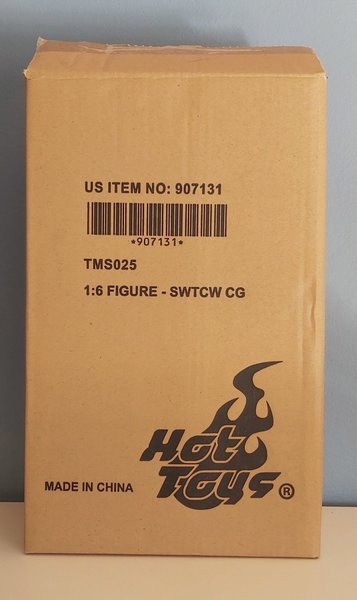 US ITEM NO: 907131
*907131*
TMS025
1:6 FIGURE - SWTCW CG
Hot
Toys®
MADE IN CHINA